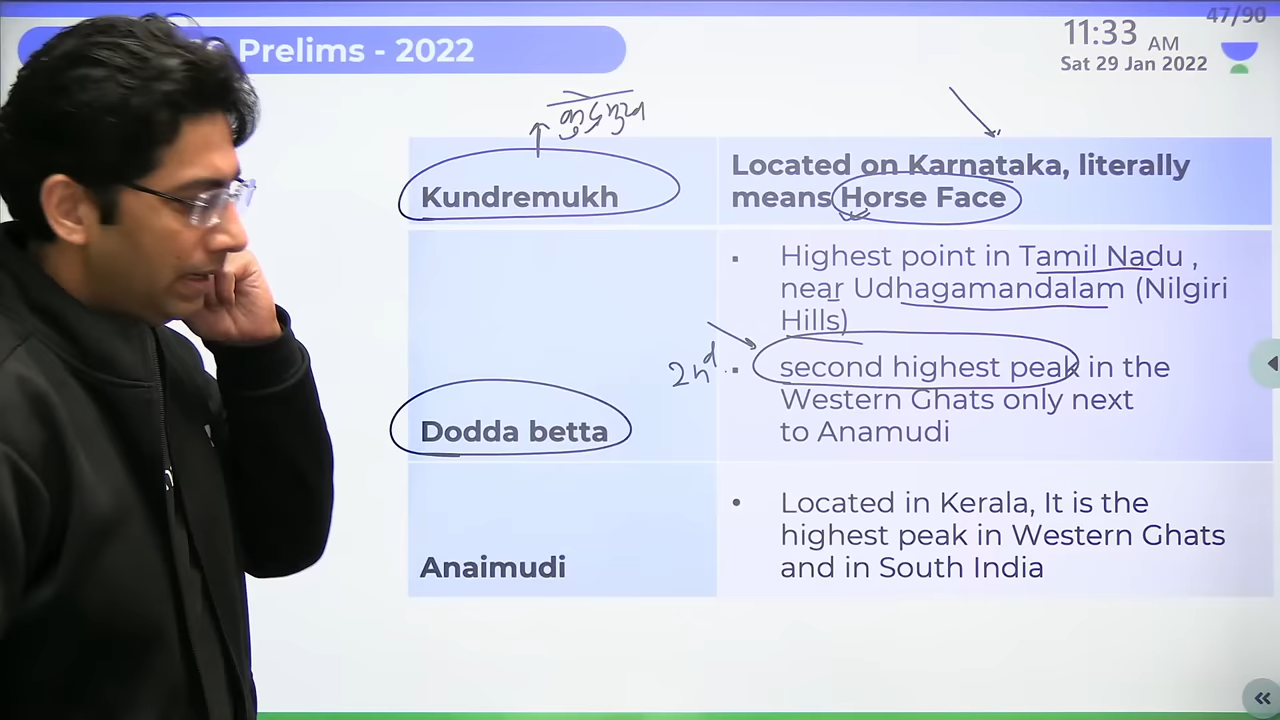 47/90
Prelims - 2022
11:33 AM
Sat 29 Jan 2022
Kundremukh
Located on Karnataka, literally
means Horse Face
Dodda betta
▪ Highest point in Tamil Nadu ,
near Udhagamandalam (Nilgiri
Hills)
2nd
▪ second highest peak in the
Western Ghats only next
to Anamudi
Anaimudi
• Located in Kerala, It is the
highest peak in Western Ghats
and in South India